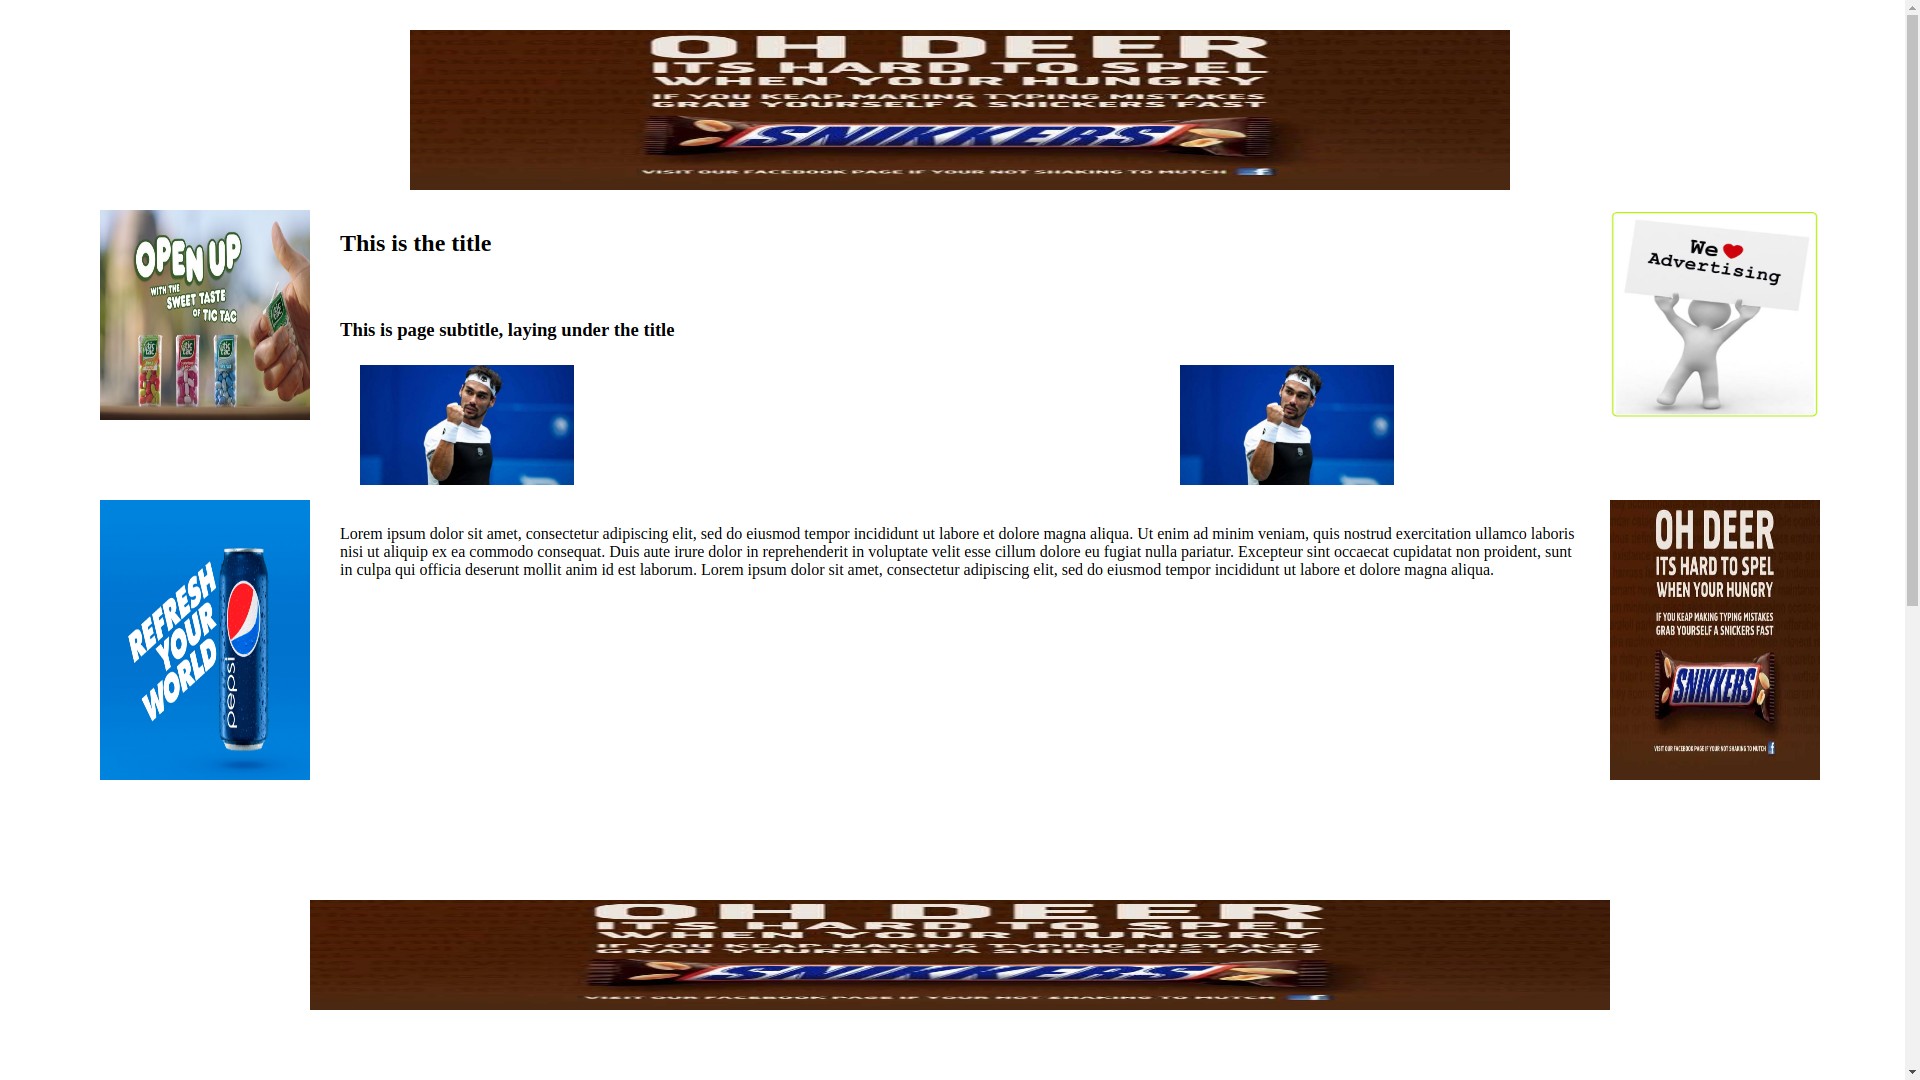 OH DEER
ITS HARD TO SPEL
WHEN YOUR HUNGRY
IF YOU KEAP MAKING TYPING MISTAKES
GRAB YOURSELF A SNICKERS FAST
SNIKKERS
VISIT OUR FACEBOOK PAGE IF YOUR NOT SHAKING TO MUTCH
OPEN UP
WITH THE
SWEET TASTE
OF TIC TAC
tic tac
tic tac
tic tac
tic tac
This is the title
This is page subtitle, laying under the title
We
Advertising
Lorem ipsum dolor sit amet, consectetur adipiscing elit, sed do eiusmod tempor incididunt ut labore et dolore magna aliqua. Ut enim ad minim veniam, quis nostrud exercitation ullamco laboris
nisi ut aliquip ex ea commodo consequat. Duis aute irure dolor in reprehenderit in voluptate velit esse cillum dolore eu fugiat nulla pariatur. Excepteur sint occaecat cupidatat non proident, sunt
in culpa qui officia deserunt mollit anim id est laborum. Lorem ipsum dolor sit amet, consectetur adipiscing elit, sed do eiusmod tempor incididunt ut labore et dolore magna aliqua.
REFRESH
YOUR
WORLD
pepsi
OH DEER
ITS HARD TO SPEL
WHEN YOUR HUNGRY
IF YOU KEAP MAKING TYPING MISTAKES
GRAB YOURSELF A SNICKERS FAST
SNIKKERS
VISIT OUR FACEBOOK PAGE IF YOUR NOT SHAKING TO MUTCH
OH DEER
ITS HARD TO SPEL
WHEN YOUR HUNGRY
IF YOU KEAP MAKING TYPING MISTAKES
GRAB YOURSELF A SNICKERS FAST
SNIKKERS
VISIT OUR FACEBOOK PAGE IF YOUR NOT SHAKING TO MUTCH